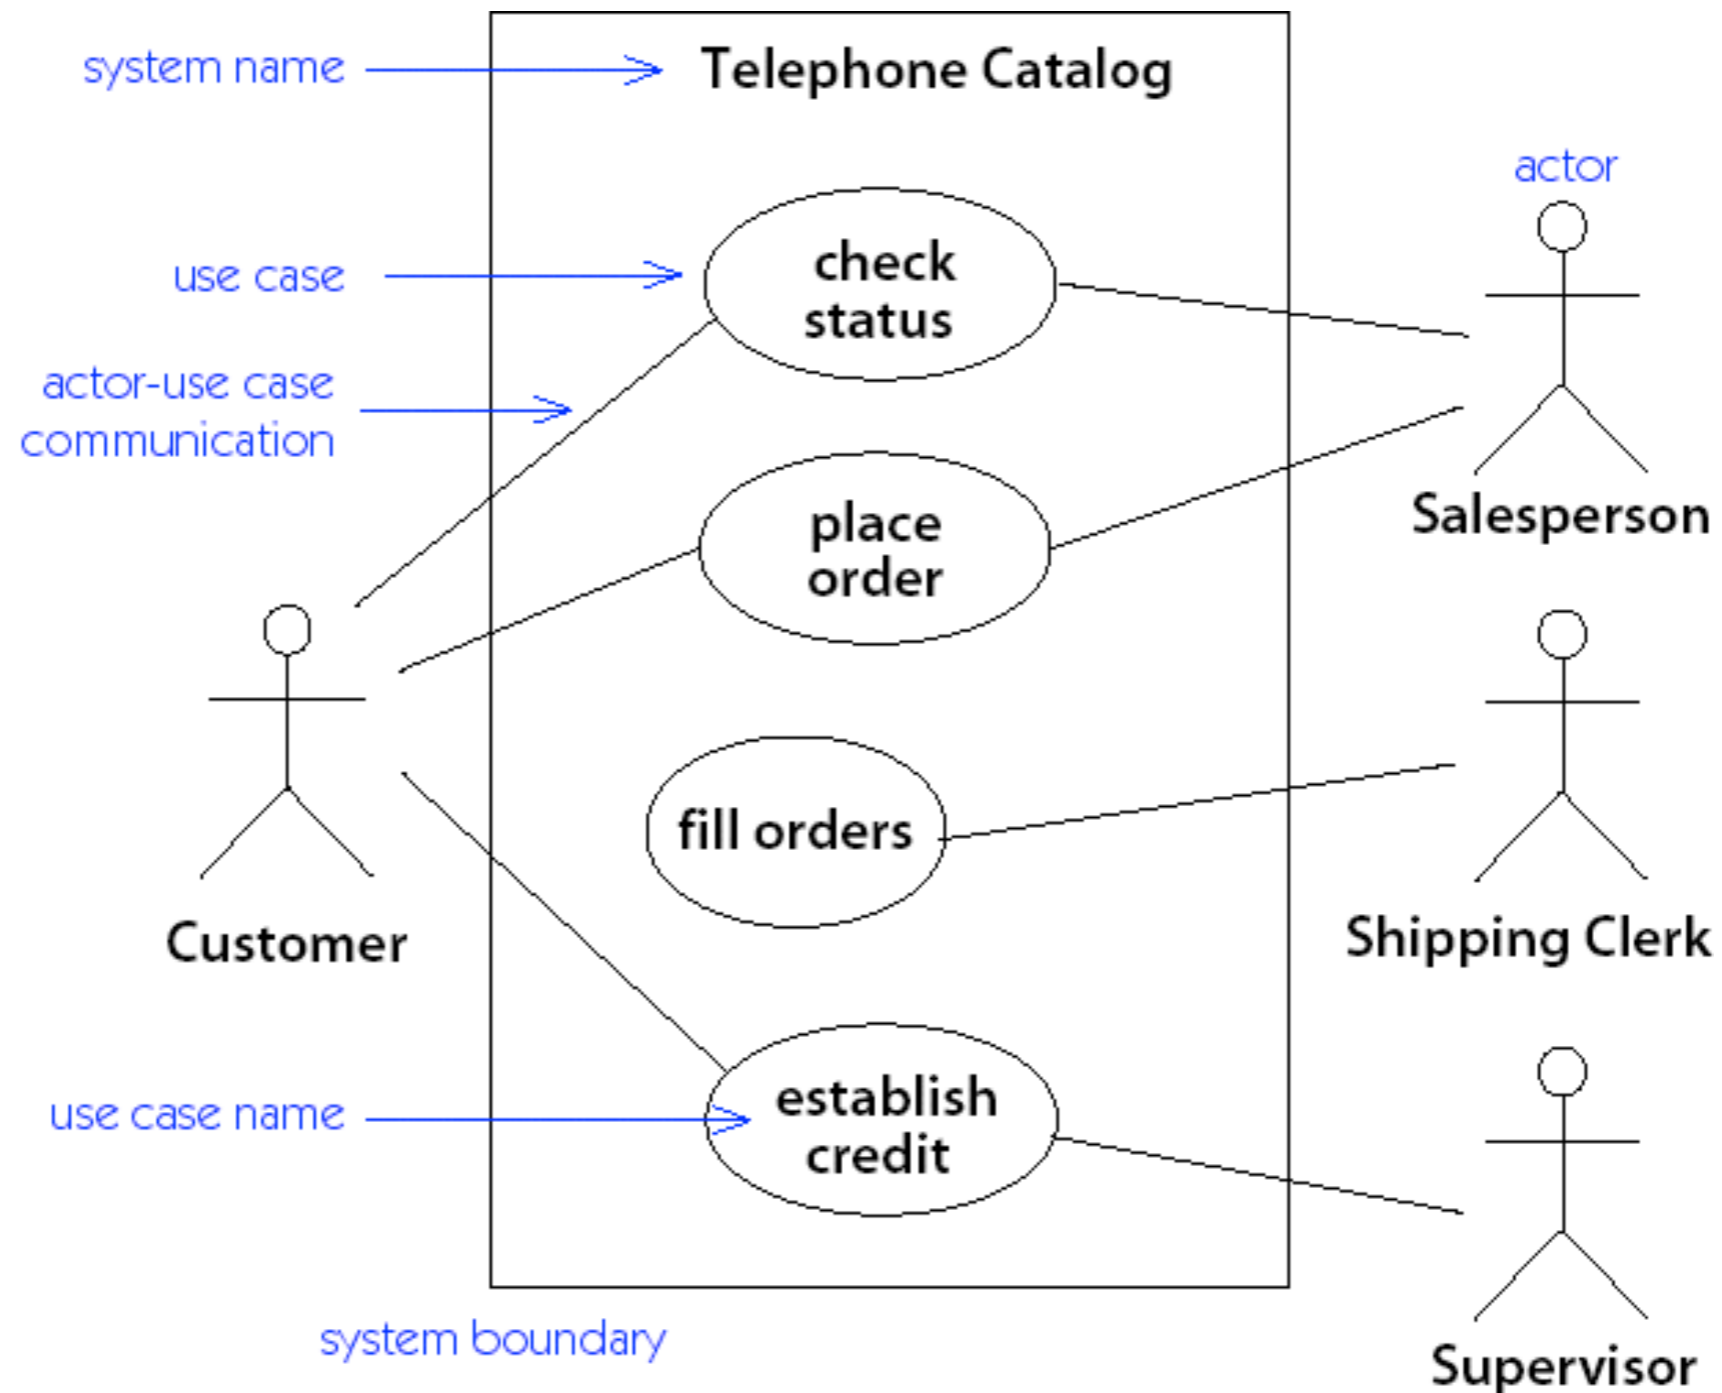 system name
Telephone Catalog
actor
use case
check
status
actor-use case
communication
place
order
Salesperson
fill orders
Customer
Shipping Clerk
use case name
establish
credit
system boundary
Supervisor